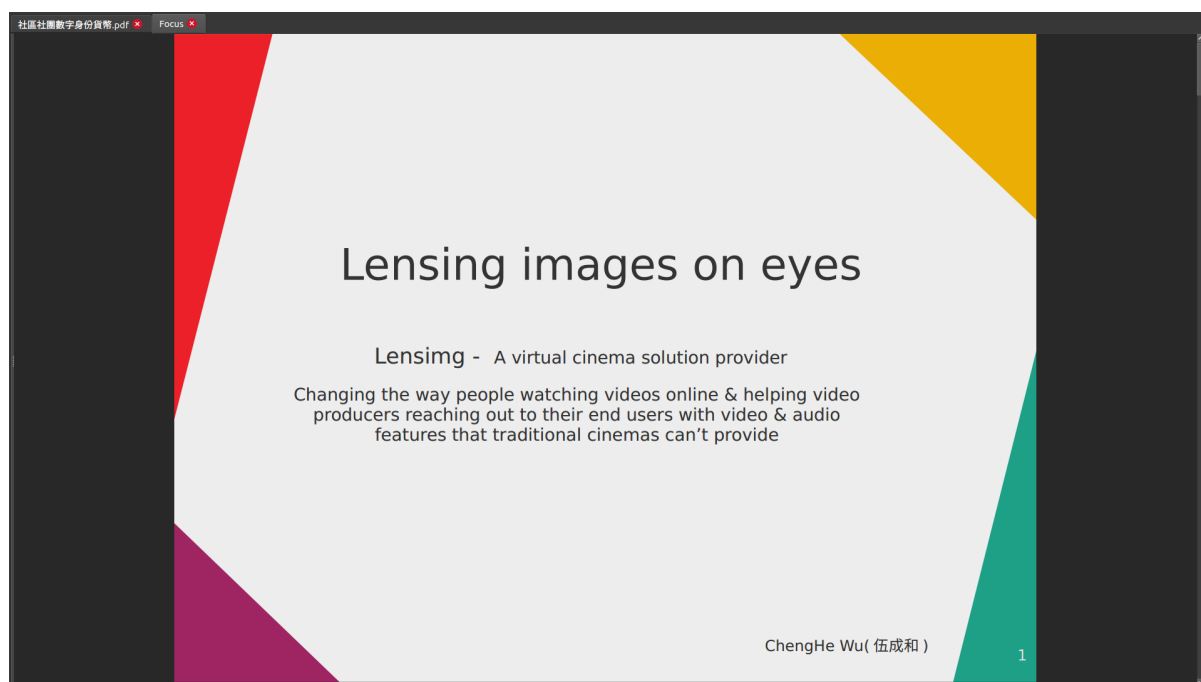 社區社團數字身份貨幣.pdf
Focus
Lensing images on eyes
Lensimg - A virtual cinema solution provider
Changing the way people watching videos online & helping video
producers reaching out to their end users with video & audio
features that traditional cinemas can’t provide
ChengHe Wu( 伍成和 )
1